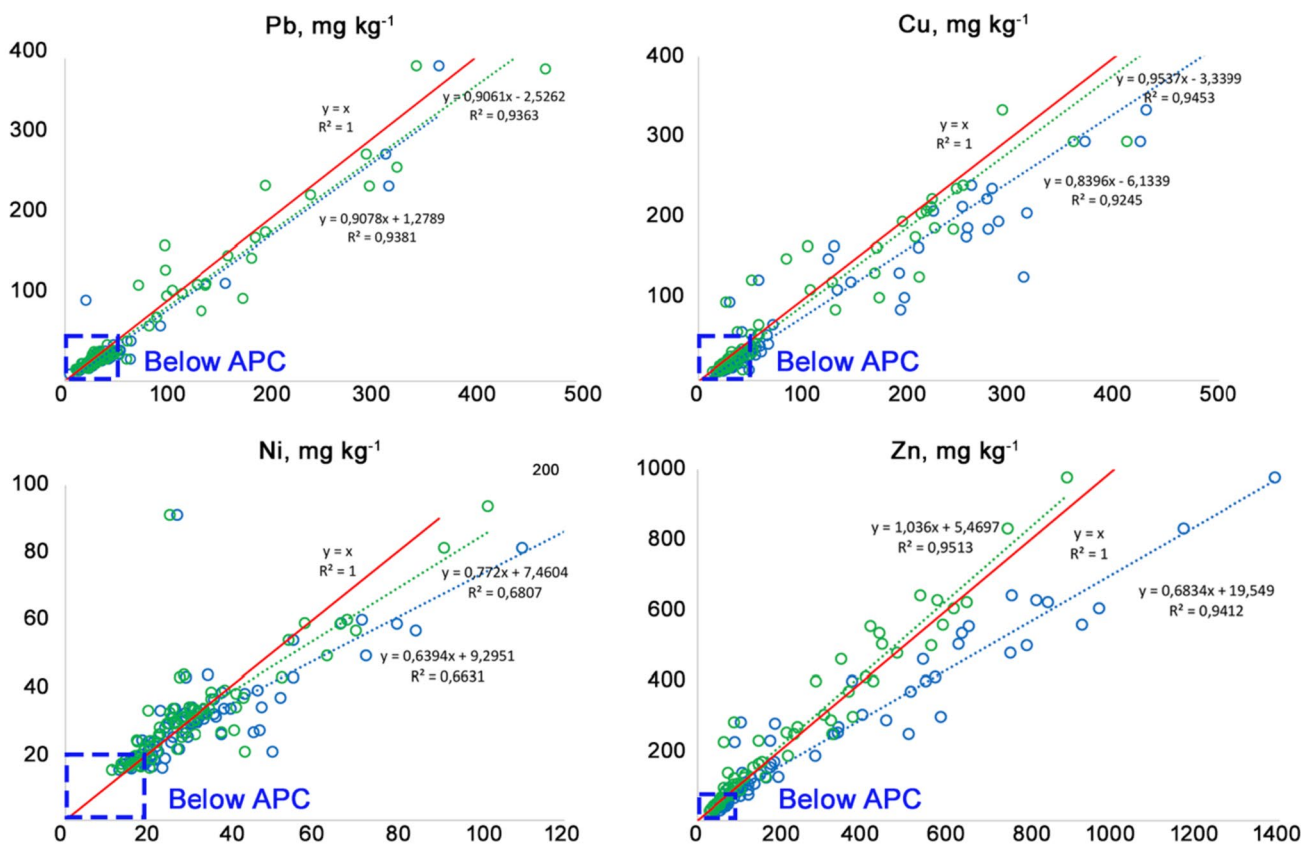 Pb, mg kg⁻¹
400
300
200
100
0
100
200
300
400
500
y = x
R² = 1
y = 0,9061x - 2,5262
R² = 0,9363
y = 0,9078x + 1,2789
R² = 0,9381
Below APC
Cu, mg kg⁻¹
400
300
200
100
0
100
200
300
400
500
y = x
R² = 1
y = 0,9537x - 3,3399
R² = 0,9453
y = 0,8396x - 6,1339
R² = 0,9245
Below APC
Ni, mg kg⁻¹
200
100
80
60
40
20
0
20
40
60
80
100
120
y = x
R² = 1
y = 0,772x + 7,4604
R² = 0,6807
y = 0,6394x + 9,2951
R² = 0,6631
Below APC
Zn, mg kg⁻¹
1000
800
600
400
200
0
200
400
600
800
1000
1200
1400
y = 1,036x + 5,4697
R² = 0,9513
y = x
R² = 1
y = 0,6834x + 19,549
R² = 0,9412
Below APC